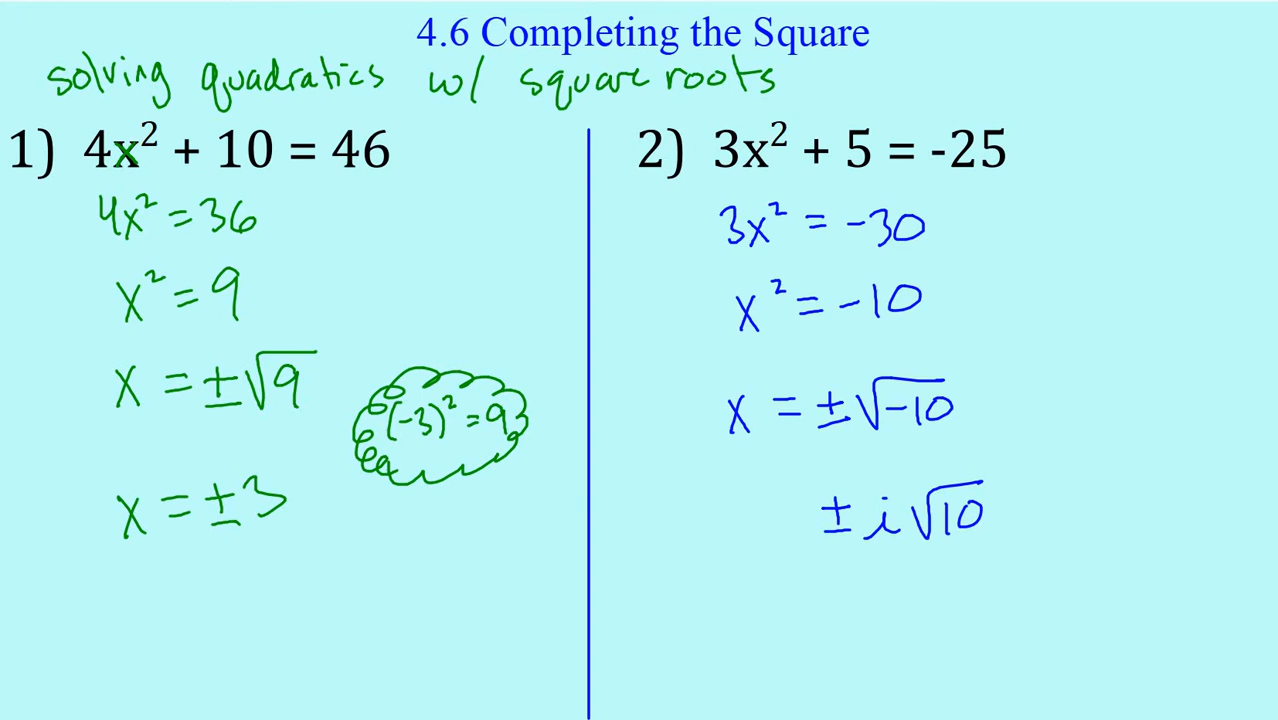 4.6 Completing the Square
solving quadratics w/ square roots
1) 4x² + 10 = 46
4x² = 36
x² = 9
x = ±√9
(-3)² = 9
x = ±3
2) 3x² + 5 = -25
3x² = -30
x² = -10
x = ±√-10
± i√10